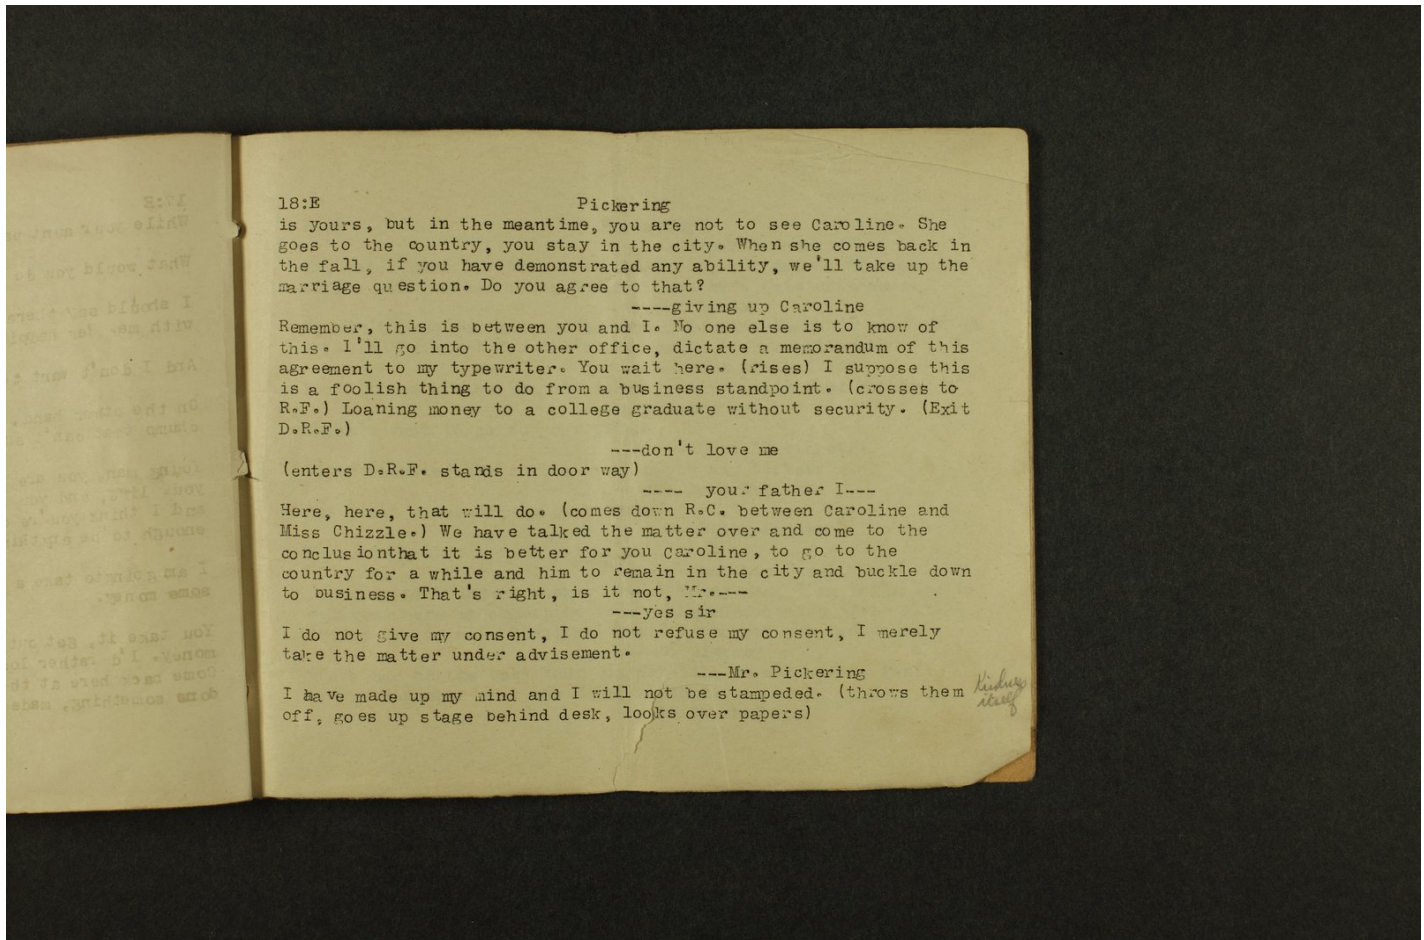 18:E Pickering
is yours, but in the meantime, you are not to see Caroline. She
goes to the country, you stay in the city. When she comes back in
the fall, if you have demonstrated any ability, we'll take up the
marriage question. Do you agree to that?
----giving up Caroline
Remember, this is between you and I. No one else is to know of
this. I'll go into the other office, dictate a memorandum of this
agreement to my typewriter. You wait here. (rises) I suppose this
is a foolish thing to do from a business standpoint. (crosses to
R.F.) Loaning money to a college graduate without security. (Exit
D.R.F.)
---don't love me
(enters D.R.F. stands in door way)
---- your father I---
Here, here, that will do. (comes down R.C. between Caroline and
Miss Chizzle.) We have talked the matter over and come to the
conclusionthat it is better for you Caroline, to go to the
country for a while and him to remain in the city and buckle down
to business. That's right, is it not, Mr.---
---yes sir
I do not give my consent, I do not refuse my consent, I merely
take the matter under advisement.
---Mr. Pickering
I have made up my mind and I will not be stampeded. (throws them
off, goes up stage behind desk, looks over papers)
itself